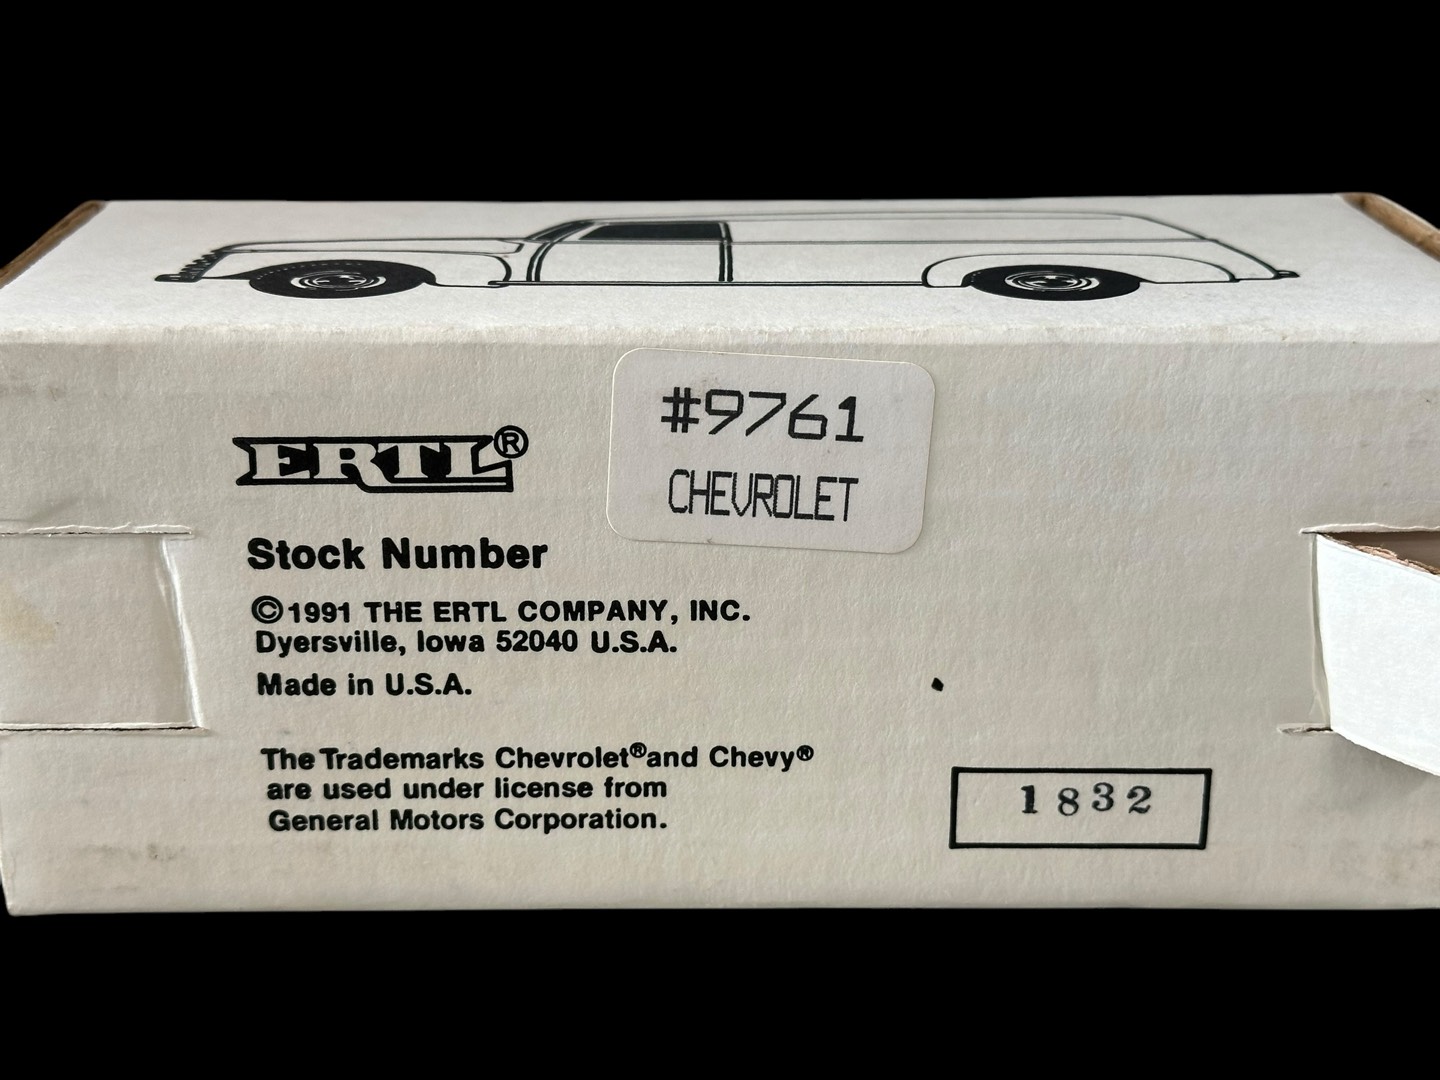 #9761
CHEVROLET
ERTL®
Stock Number
©1991 THE ERTL COMPANY, INC.
Dyersville, Iowa 52040 U.S.A.
Made in U.S.A.
The Trademarks Chevrolet® and Chevy®
are used under license from
General Motors Corporation.
1832